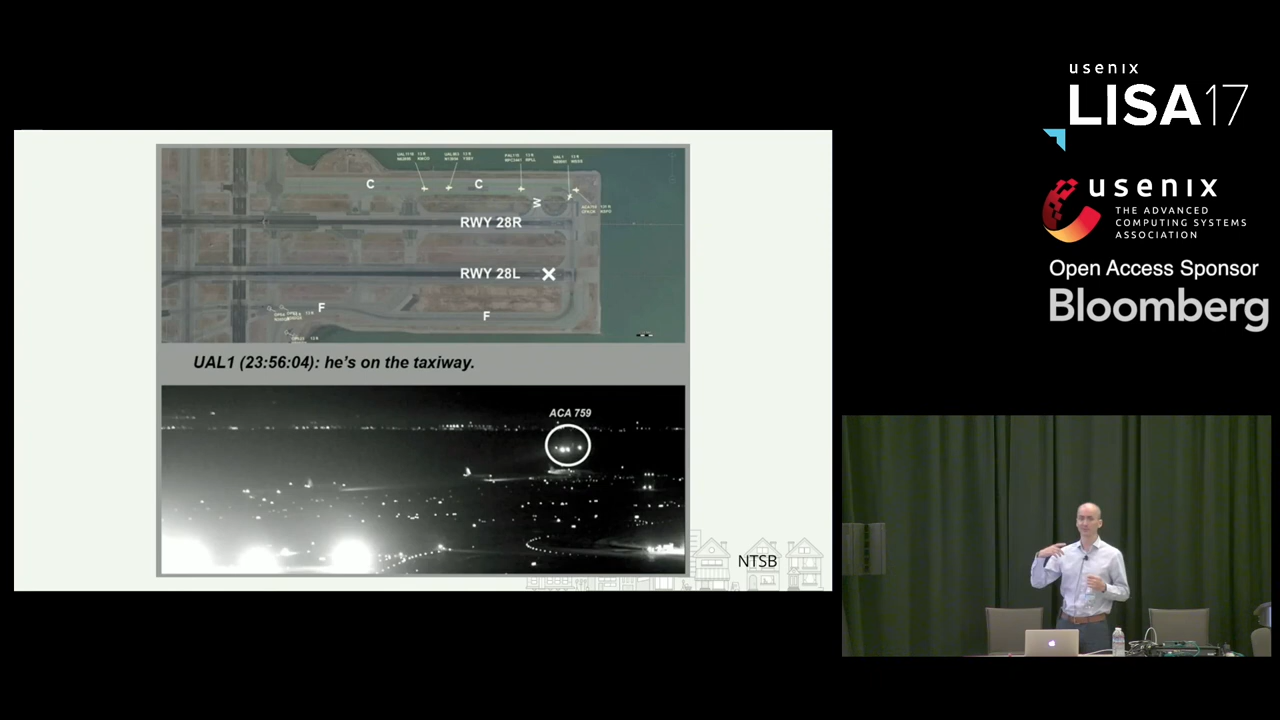 C
C
W
RWY 28R
RWY 28L
F
F
UAL1 (23:56:04): he's on the taxiway.
ACA 759
NTSB
usenix
LISA17
usenix
THE ADVANCED
COMPUTING SYSTEMS
ASSOCIATION
Open Access Sponsor
Bloomberg